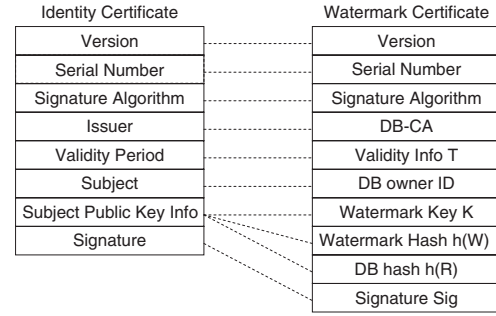 Identity Certificate
Version
Serial Number
Signature Algorithm
Issuer
Validity Period
Subject
Subject Public Key Info
Signature
Watermark Certificate
Version
Serial Number
Signature Algorithm
DB-CA
Validity Info T
DB owner ID
Watermark Key K
Watermark Hash h(W)
DB hash h(R)
Signature Sig